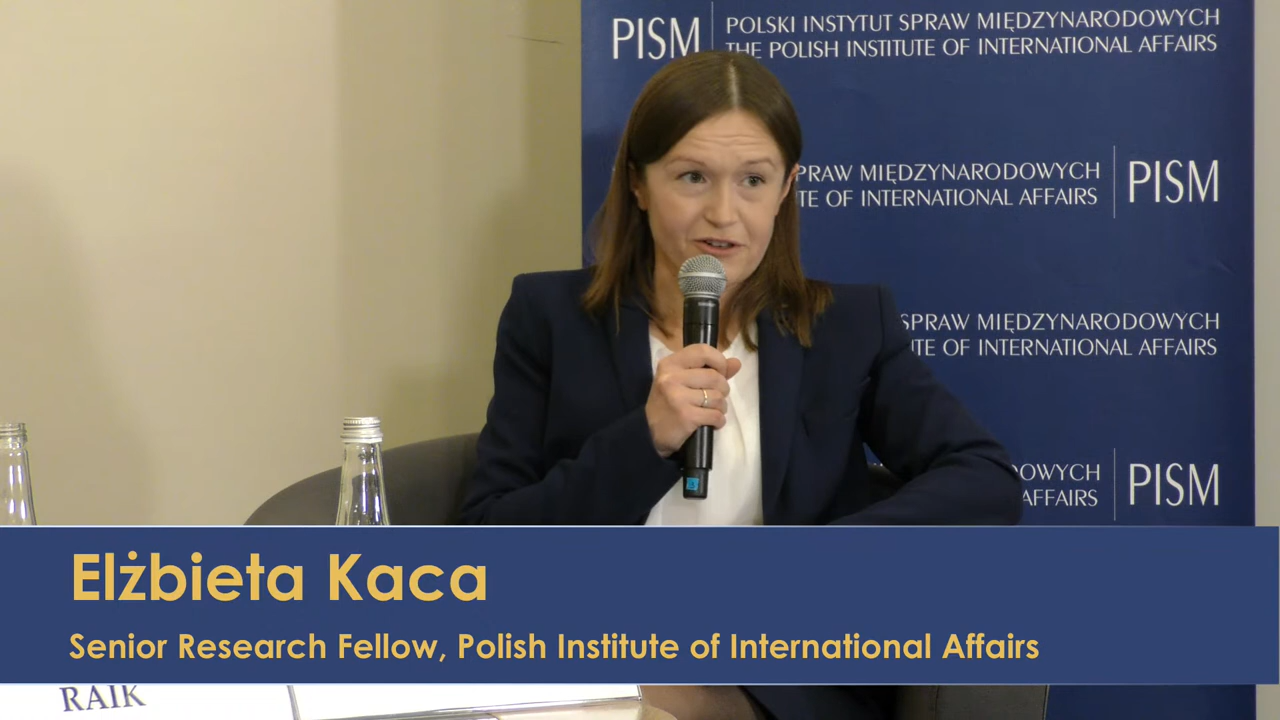 PISM
POLSKI INSTYTUT SPRAW MIĘDZYNARODOWYCH
THE POLISH INSTITUTE OF INTERNATIONAL AFFAIRS
SPRAW MIĘDZYNARODOWYCH
OF INTERNATIONAL AFFAIRS
PISM
SPRAW MIĘDZYNARODOWYCH
OF INTERNATIONAL AFFAIRS
AFFAIRS
PISM
Elżbieta Kaca
Senior Research Fellow, Polish Institute of International Affairs
RAIK